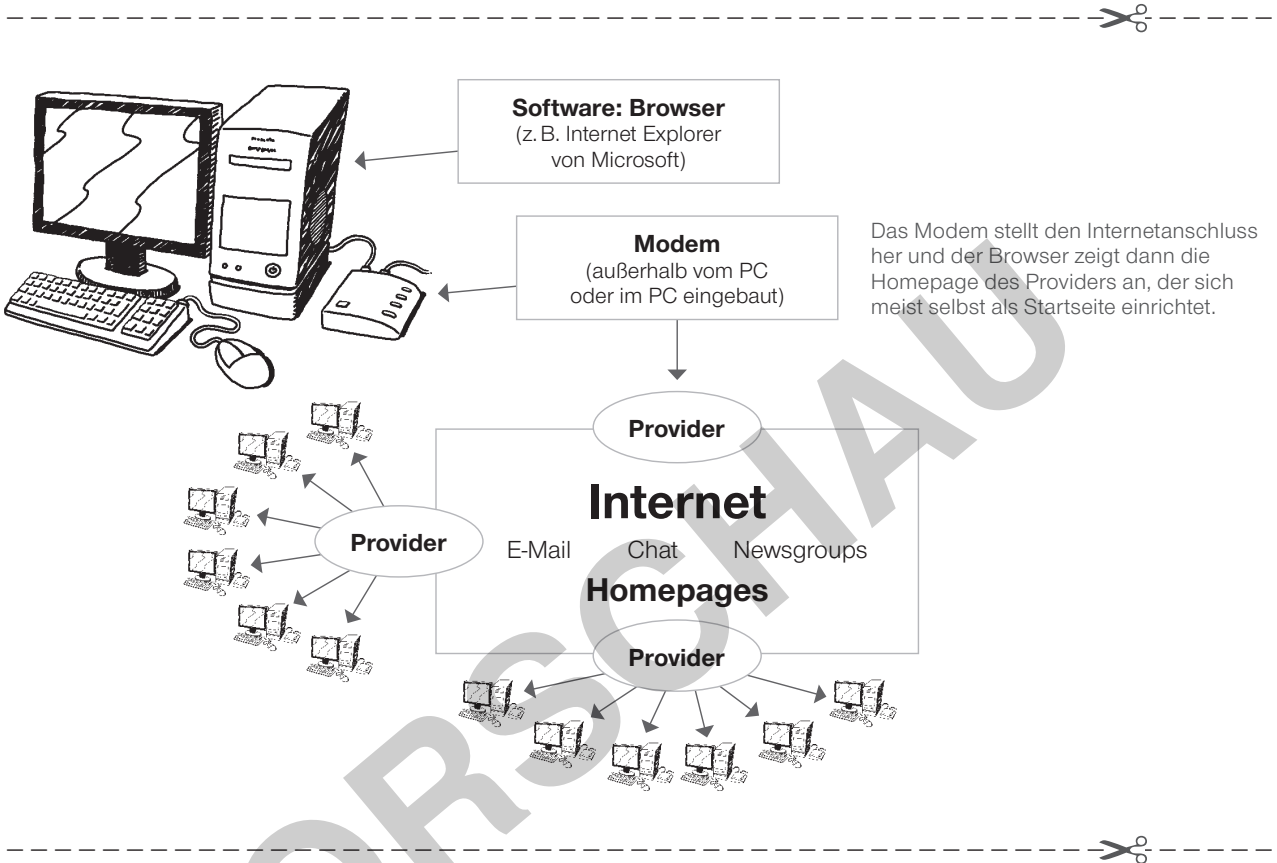 Software: Browser
(z. B. Internet Explorer
von Microsoft)
Modem
(außerhalb vom PC
oder im PC eingebaut)
Das Modem stellt den Internetanschluss
her und der Browser zeigt dann die
Homepage des Providers an, der sich
meist selbst als Startseite einrichtet.
Provider
Internet
Provider
E-Mail Chat Newsgroups
Homepages
Provider
ORSCHAU